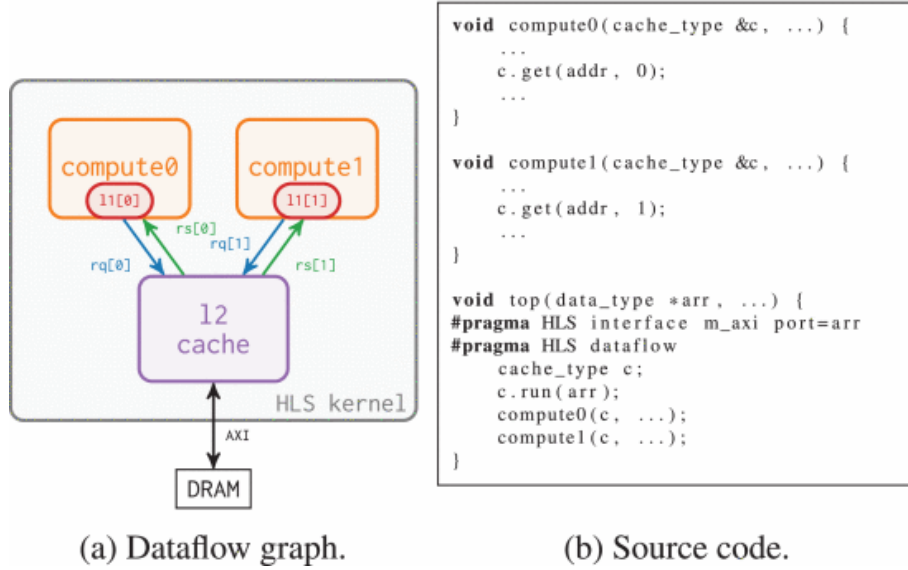 compute0
compute1
l1[0]
l1[1]
rs[0]
rq[1]
rq[0]
rs[1]
l2
cache
HLS kernel
AXI
DRAM
(a) Dataflow graph.
void compute0(cache_type &c, ...) {
...
c.get(addr, 0);
...
}
void compute1(cache_type &c, ...) {
...
c.get(addr, 1);
...
}
void top(data_type *arr, ...) {
#pragma HLS interface m_axi port=arr
#pragma HLS dataflow
cache_type c;
c.run(arr);
compute0(c, ...);
compute1(c, ...);
}
(b) Source code.